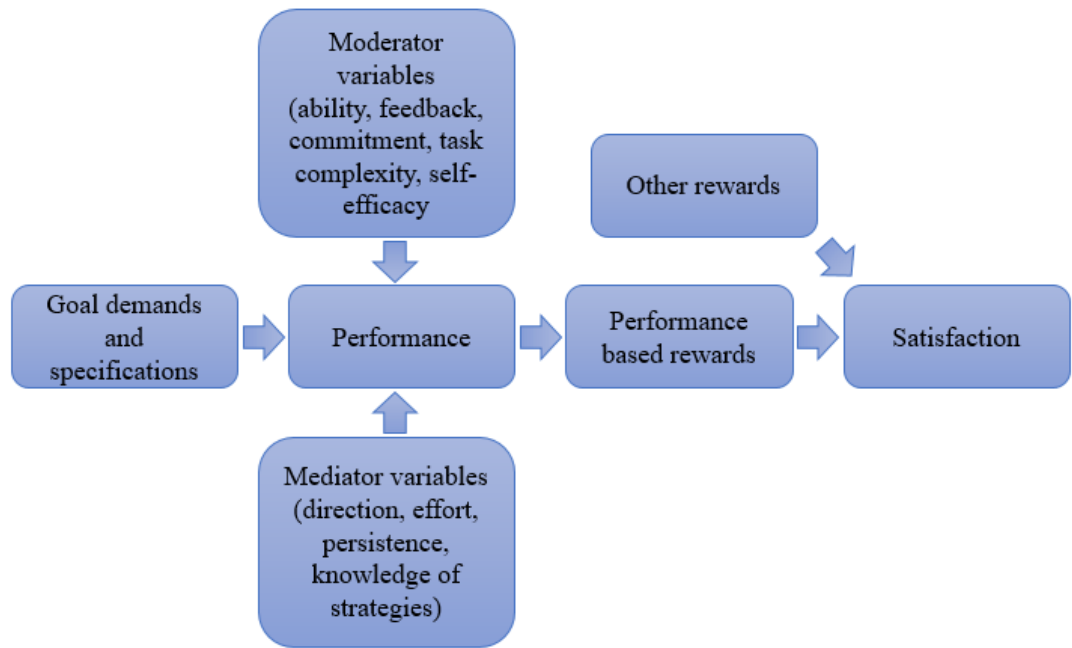 Moderator
variables
(ability, feedback,
commitment, task
complexity, self-
efficacy
Other rewards
Goal demands
and
specifications
Performance
Performance
based rewards
Satisfaction
Mediator variables
(direction, effort,
persistence,
knowledge of
strategies)